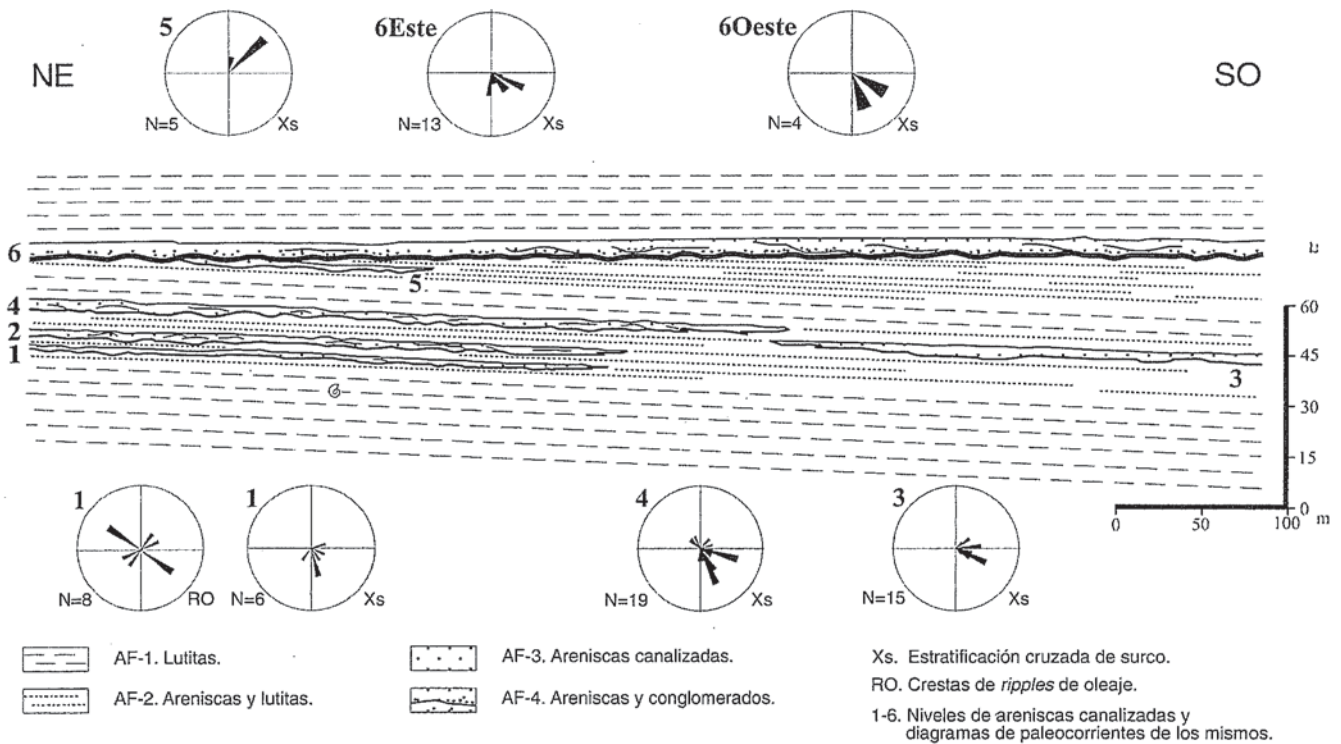 5
6Este
6Oeste
NE
SO
N=5
Xs
N=13
Xs
N=4
Xs
6
5
4
2
1
3
60
45
30
15
0
m
0
50
100
1
N=8
RO
1
N=6
Xs
4
N=19
Xs
3
N=15
Xs
AF-1. Lutitas.
AF-2. Areniscas y lutitas.
AF-3. Areniscas canalizadas.
AF-4. Areniscas y conglomerados.
Xs. Estratificación cruzada de surco.
RO. Crestas de ripples de oleaje.
1-6. Niveles de areniscas canalizadas y
diagramas de paleocorrientes de los mismos.